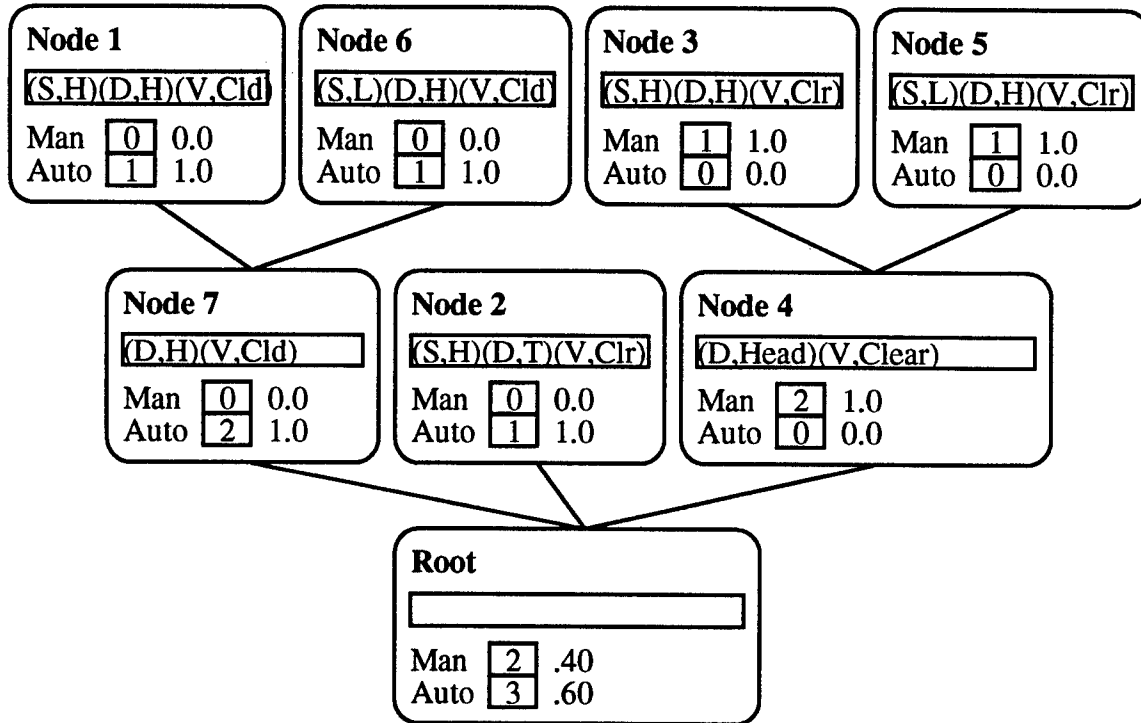 Node 1
(S,H)(D,H)(V,Cld)
Man 0 0.0
Auto 1 1.0
Node 6
(S,L)(D,H)(V,Cld)
Man 0 0.0
Auto 1 1.0
Node 3
(S,H)(D,H)(V,Clr)
Man 1 1.0
Auto 0 0.0
Node 5
(S,L)(D,H)(V,Clr)
Man 1 1.0
Auto 0 0.0
Node 7
(D,H)(V,Cld)
Man 0 0.0
Auto 2 1.0
Node 2
(S,H)(D,T)(V,Clr)
Man 0 0.0
Auto 1 1.0
Node 4
(D,Head)(V,Clear)
Man 2 1.0
Auto 0 0.0
Root
Man 2 .40
Auto 3 .60